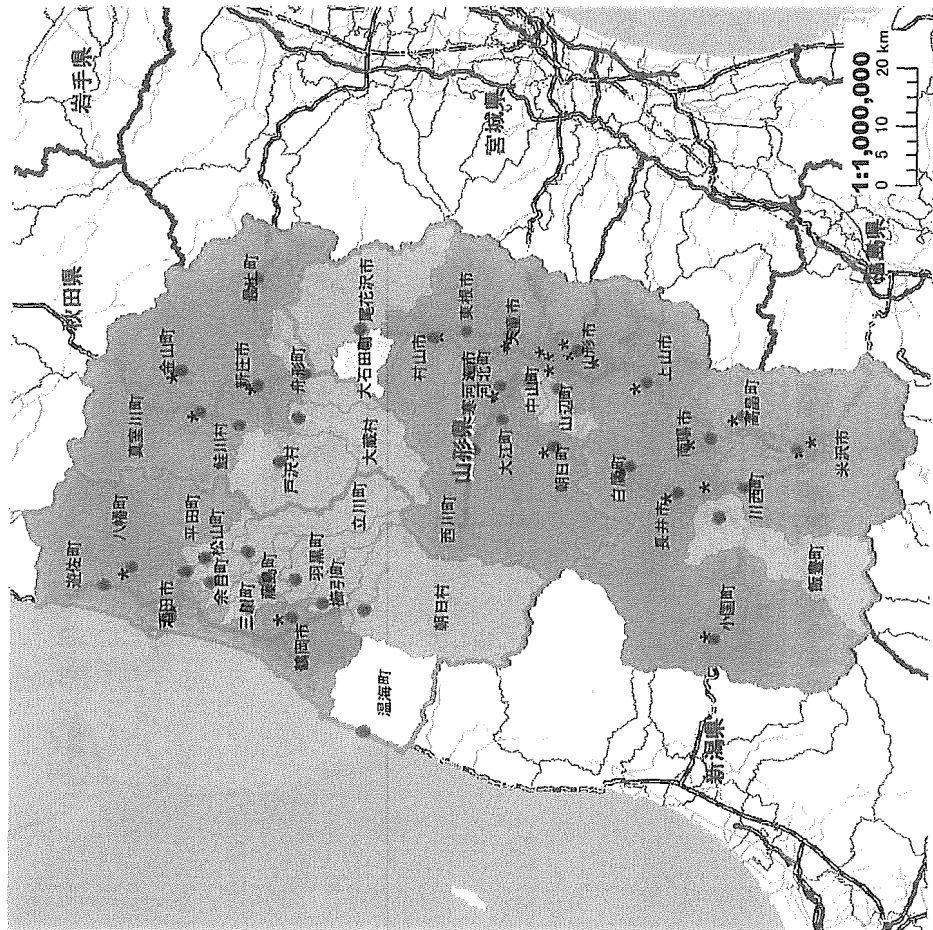 岩手県
秋田県
宮城県
福島県
新潟県
山形県
遊佐町
八幡町
真室川町
金山町
最上町
酒田市
平田町
松山町
余目町
鮭川村
新庄市
舟形町
三川町
藤島町
羽黒町
櫛引町
鶴岡市
戸沢村
大蔵村
立川町
大石田町
尾花沢市
温海町
朝日村
西川町
村山市
東根市
寒河江市
河北町
天童市
大江町
中山町
山辺町
山形市
朝日町
上山市
白鷹町
南陽市
高畠町
長井市
川西町
米沢市
小国町
飯豊町
1:1,000,000
0 5 10 20 km